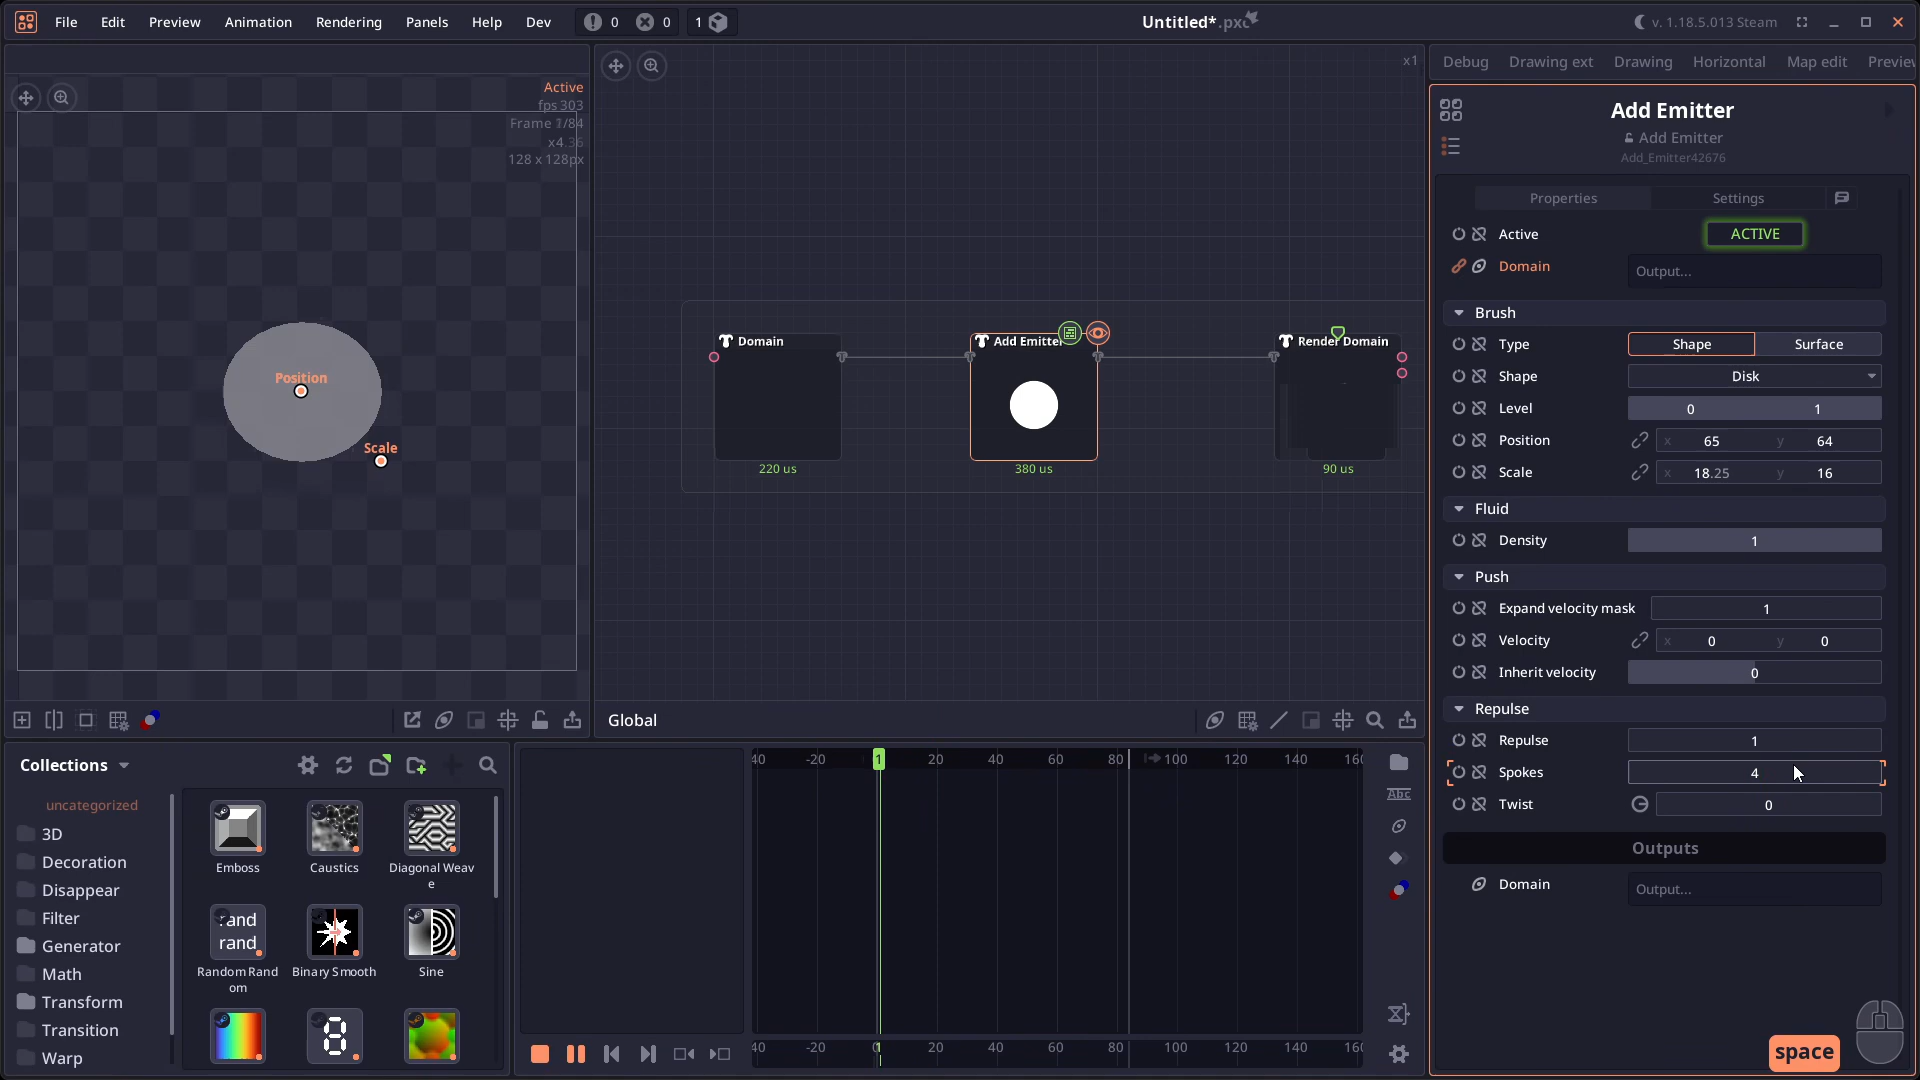 File Edit Preview Animation Rendering Panels Help Dev 0 0 1 Untitled*.pxc v. 1.18.5.013 Steam
Debug Drawing ext Drawing Horizontal Map edit Preview
Active
fps 303
Frame 1/84
x4.36
128 x 128px
Position
Scale
x1
Domain
220 us
Add Emitter
380 us
Render Domain
90 us
Global
Add Emitter
Add Emitter
Add_Emitter42676
Properties Settings
Active ACTIVE
Domain Output...
Brush
Type Shape Surface
Shape Disk
Level 0 1
Position x 65 y 64
Scale x 18.25 y 16
Fluid
Density 1
Push
Expand velocity mask 1
Velocity x 0 y 0
Inherit velocity 0
Repulse
Repulse 1
Spokes 4
Twist 0
Outputs
Domain Output...
space
Collections
uncategorized
3D
Decoration
Disappear
Filter
Generator
Math
Transform
Transition
Warp
Emboss
Caustics
Diagonal Weav
e
rand
rand
Random Rand
om
Binary Smooth
Sine
8
40 -20 1 20 40 60 80 100 120 140 160
Abc
40 -20 1 20 40 60 80 100 120 140 160